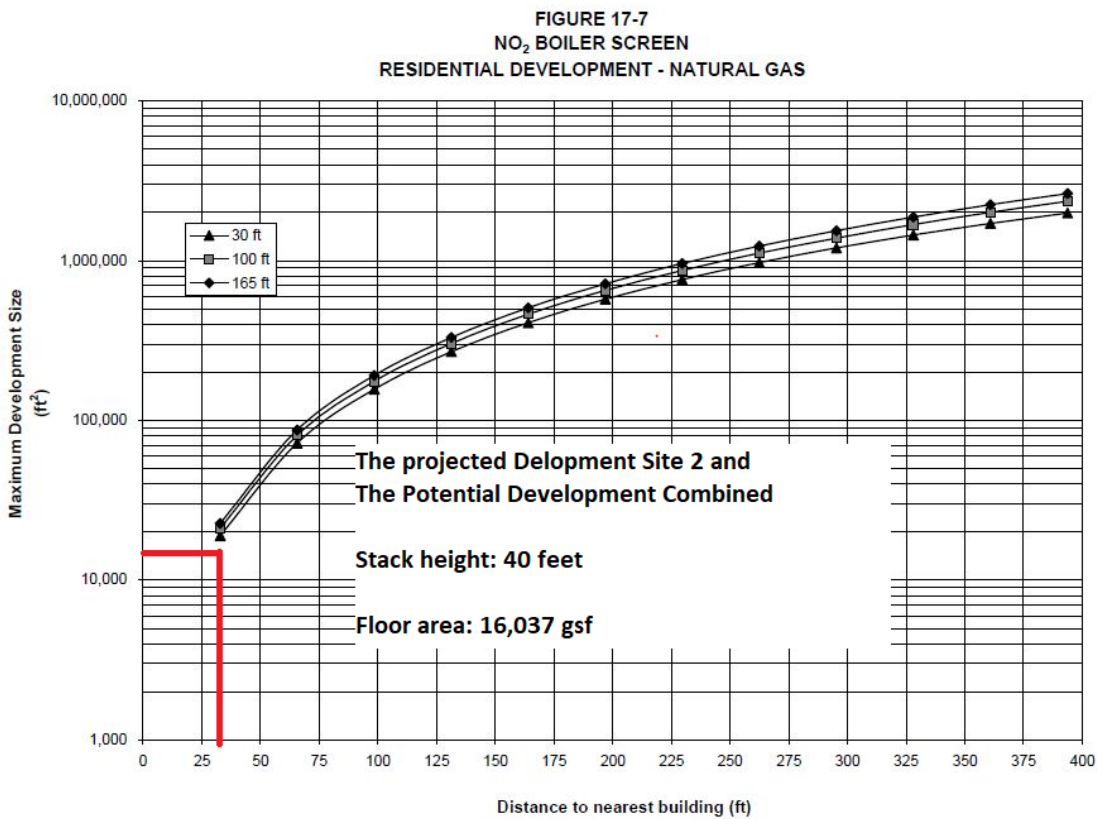 FIGURE 17-7
NO₂ BOILER SCREEN
RESIDENTIAL DEVELOPMENT - NATURAL GAS
10,000,000
1,000,000
100,000
10,000
1,000
Maximum Development Size
(ft²)
30 ft
100 ft
165 ft
The projected Delopment Site 2 and
The Potential Development Combined
Stack height: 40 feet
Floor area: 16,037 gsf
0 25 50 75 100 125 150 175 200 225 250 275 300 325 350 375 400
Distance to nearest building (ft)